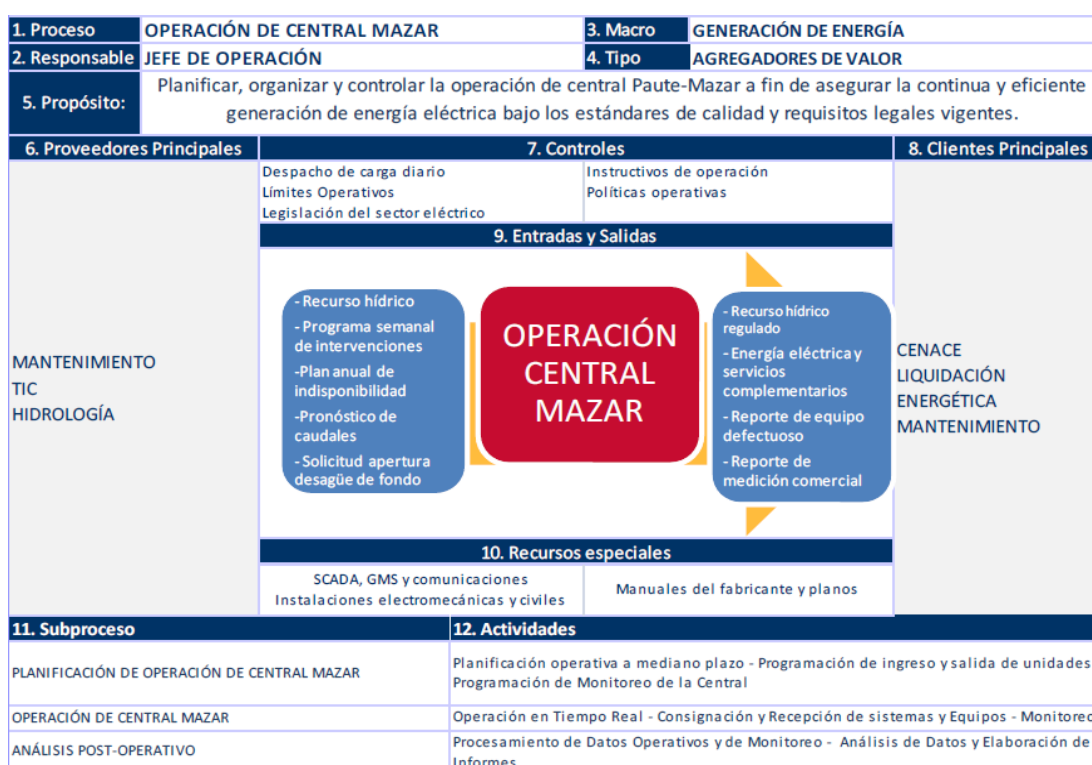 1. Proceso OPERACIÓN DE CENTRAL MAZAR 3. Macro GENERACIÓN DE ENERGÍA
2. Responsable JEFE DE OPERACIÓN 4. Tipo AGREGADORES DE VALOR
5. Propósito:
Planificar, organizar y controlar la operación de central Paute-Mazar a fin de asegurar la continua y eficiente
generación de energía eléctrica bajo los estándares de calidad y requisitos legales vigentes.
6. Proveedores Principales 7. Controles 8. Clientes Principales
MANTENIMIENTO
TIC
HIDROLOGÍA
Despacho de carga diario
Límites Operativos
Legislación del sector eléctrico
Instructivos de operación
Políticas operativas
9. Entradas y Salidas
- Recurso hídrico
- Programa semanal
de intervenciones
-Plan anual de
indisponibilidad
-Pronóstico de
caudales
- Solicitud apertura
desagüe de fondo
OPERACIÓN
CENTRAL
MAZAR
- Recurso hídrico
regulado
- Energía eléctrica y
servicios
complementarios
- Reporte de equipo
defectuoso
- Reporte de
medición comercial
CENACE
LIQUIDACIÓN
ENERGÉTICA
MANTENIMIENTO
10. Recursos especiales
SCADA, GMS y comunicaciones
Instalaciones electromecánicas y civiles
Manuales del fabricante y planos
11. Subproceso 12. Actividades
PLANIFICACIÓN DE OPERACIÓN DE CENTRAL MAZAR
Planificación operativa a mediano plazo - Programación de ingreso y salida de unidades
Programación de Monitoreo de la Central
OPERACIÓN DE CENTRAL MAZAR
Operación en Tiempo Real - Consignación y Recepción de sistemas y Equipos - Monitoreo
ANÁLISIS POST-OPERATIVO
Procesamiento de Datos Operativos y de Monitoreo - Análisis de Datos y Elaboración de
Informes